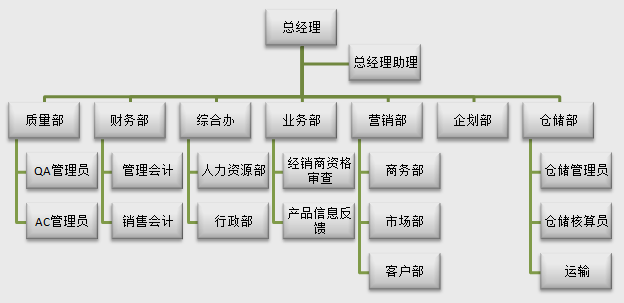 总经理
总经理助理
质量部
财务部
综合办
业务部
营销部
企划部
仓储部
QA管理员
管理会计
人力资源部
经销商资格
审查
商务部
仓储管理员
AC管理员
销售会计
行政部
产品信息反
馈
市场部
仓储核算员
客户部
运输